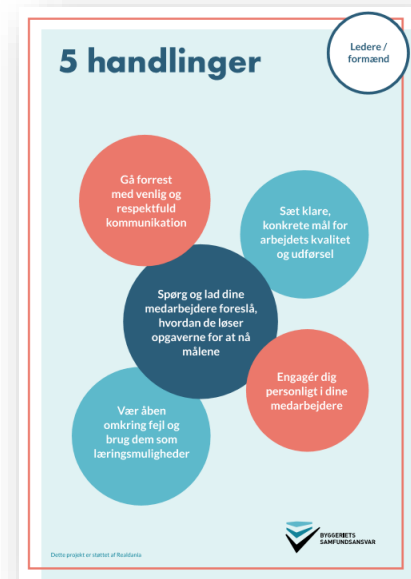 5 handlinger
Ledere /
formænd
Gå forrest
med venlig og
respektfuld
kommunikation
Sæt klare,
konkrete mål for
arbejdets kvalitet
og udførsel
Spørg og lad dine
medarbejdere foreslå,
hvordan de løser
opgaverne for at nå
målene
Engagér dig
personligt i dine
medarbejdere
Vær åben
omkring fejl og
brug dem som
læringsmuligheder
BYGGERIETS
SAMFUNDSANSVAR
Dette projekt er støttet af Realdania